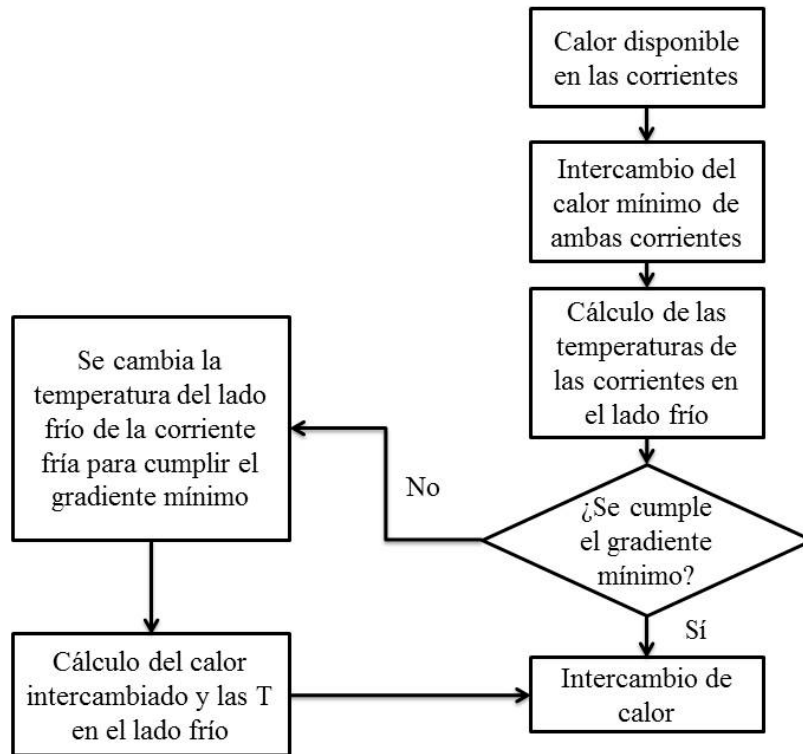 Calor disponible
en las corrientes
Intercambio del
calor mínimo de
ambas corrientes
Cálculo de las
temperaturas de
las corrientes en
el lado frío
¿Se cumple
el gradiente
mínimo?
No
Sí
Se cambia la
temperatura del lado
frío de la corriente
fría para cumplir el
gradiente mínimo
Cálculo del calor
intercambiado y las T
en el lado frío
Intercambio de
calor